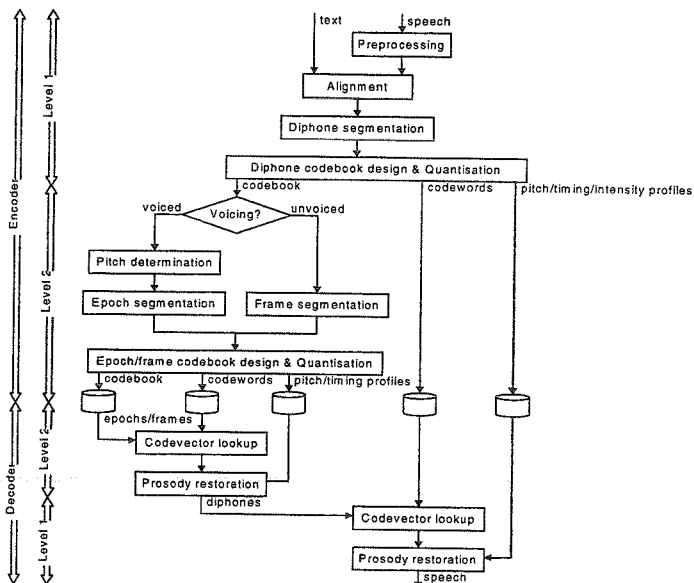 text
speech
Preprocessing
Alignment
Diphone segmentation
Diphone codebook design & Quantisation
codebook
codewords
pitch/timing/intensity profiles
voiced
Voicing?
unvoiced
Pitch determination
Epoch segmentation
Frame segmentation
Epoch/frame codebook design & Quantisation
codebook
codewords
pitch/timing profiles
epochs/frames
Codevector lookup
Prosody restoration
diphones
Codevector lookup
Prosody restoration
speech
Encoder
Decoder
Level 1
Level 2
Level 2
Level 1